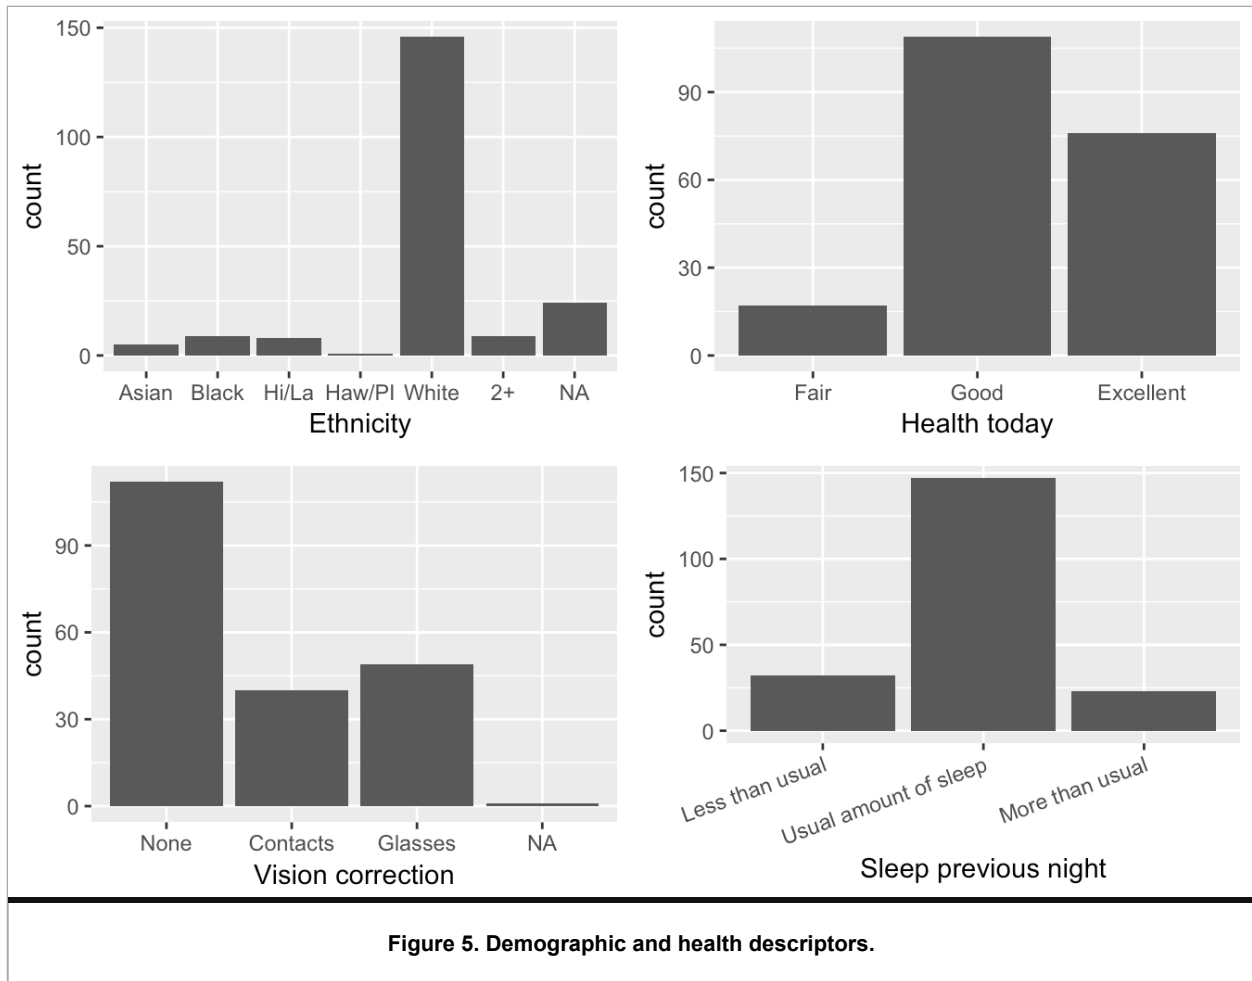 150
100
50
0
count
Asian Black Hi/La Haw/PI White 2+ NA
Ethnicity
90
60
30
0
count
Fair Good Excellent
Health today
90
60
30
0
count
None Contacts Glasses NA
Vision correction
150
100
50
0
count
Less than usual Usual amount of sleep More than usual
Sleep previous night
Figure 5. Demographic and health descriptors.